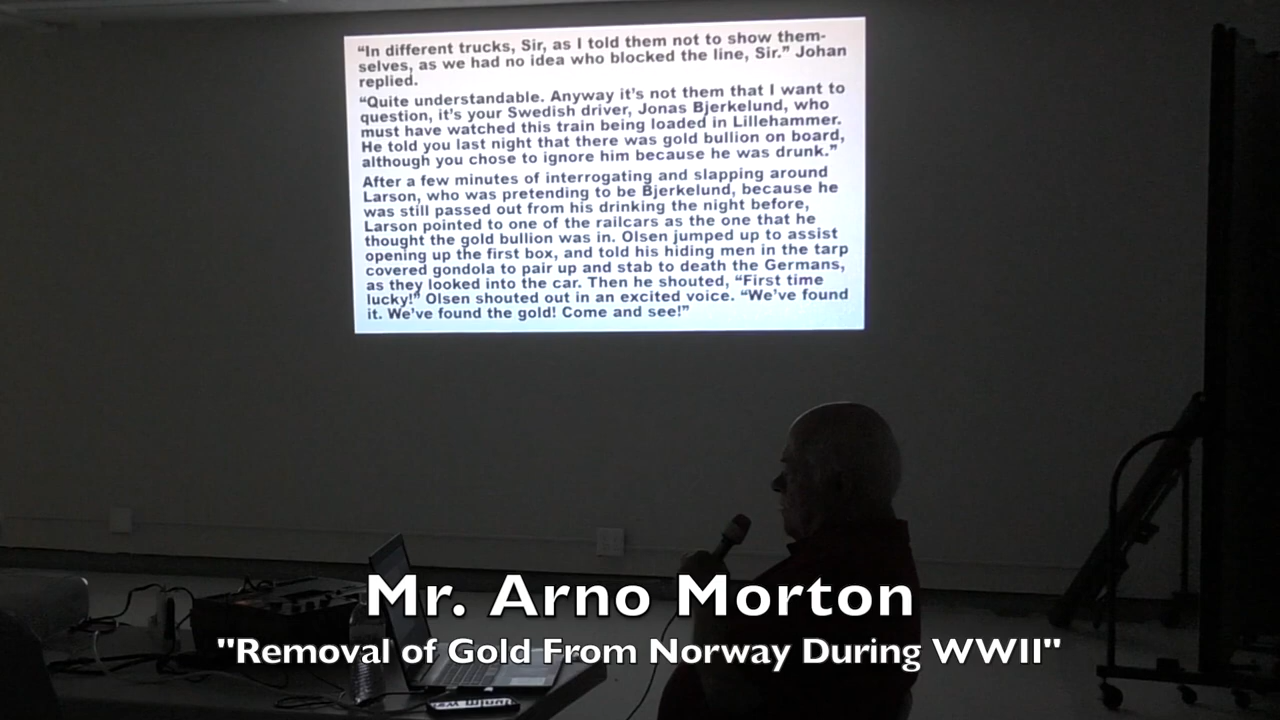 “In different trucks, Sir, as I told them not to show them-
selves, as we had no idea who blocked the line, Sir.” Johan
replied.
“Quite understandable. Anyway it’s not them that I want to
question, it’s your Swedish driver, Jonas Bjerkelund, who
must have watched this train being loaded in Lillehammer.
He told you last night that there was gold bullion on board,
although you chose to ignore him because he was drunk.”
After a few minutes of interrogating and slapping around
Larson, who was pretending to be Bjerkelund, because he
was still passed out from his drinking the night before,
Larson pointed to one of the railcars as the one that he
thought the gold bullion was in. Olsen jumped up to assist
opening up the first box, and told his hiding men in the tarp
covered gondola to pair up and stab to death the Germans,
as they looked into the car. Then he shouted, “First time
lucky!” Olsen shouted out in an excited voice. “We’ve found
it. We’ve found the gold! Come and see!”
Mr. Arno Morton
"Removal of Gold From Norway During WWII"